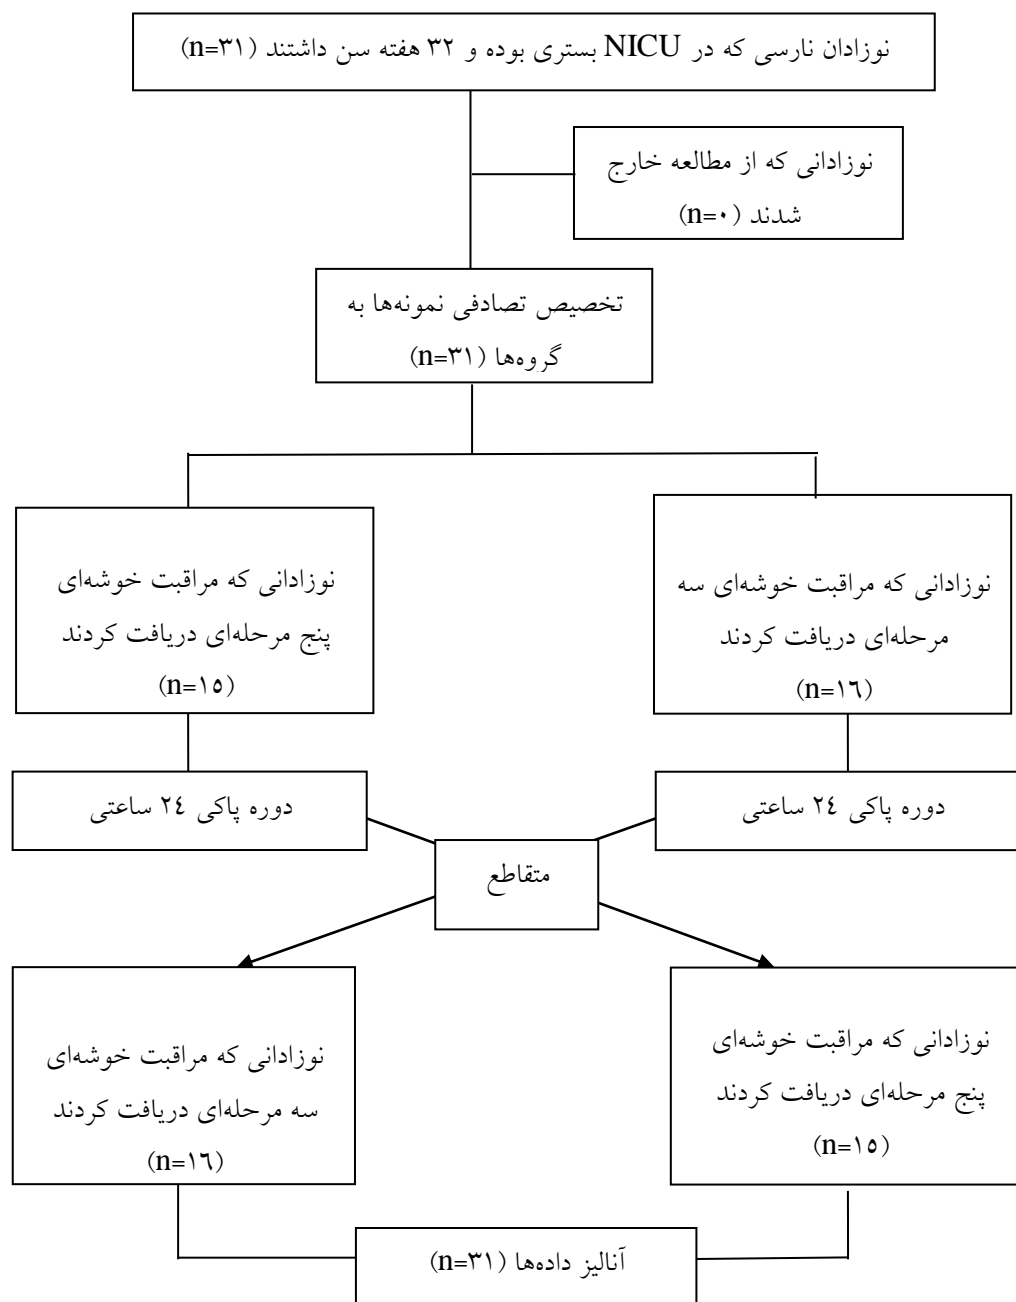 نوزادان نارسی که در NICU بستری بوده و ۳۲ هفته سن داشتند (n=۳۱)
نوزادانی که از مطالعه خارج
شدند (n=۰)
تخصیص تصادفی نمونه‌ها به
گروه‌ها (n=۳۱)
نوزادانی که مراقبت خوشه‌ای سه
مرحله‌ای دریافت کردند
(n=۱۶)
نوزادانی که مراقبت خوشه‌ای
پنج مرحله‌ای دریافت کردند
(n=۱۵)
دوره پاکی ۲٤ ساعتی
دوره پاکی ۲٤ ساعتی
متقاطع
نوزادانی که مراقبت خوشه‌ای
پنج مرحله‌ای دریافت کردند
(n=۱۵)
نوزادانی که مراقبت خوشه‌ای
سه مرحله‌ای دریافت کردند
(n=۱۶)
آنالیز داده‌ها (n=۳۱)